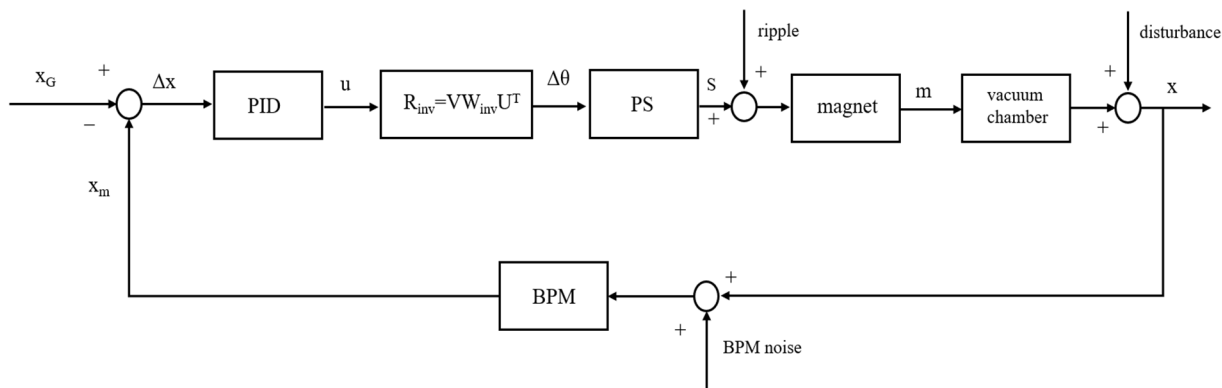 ripple
disturbance
x_G
+
Δx
PID
u
R_inv=VW_invU^T
Δθ
PS
S
+
+
magnet
m
vacuum
chamber
+
+
x
−
x_m
BPM
+
+
BPM noise